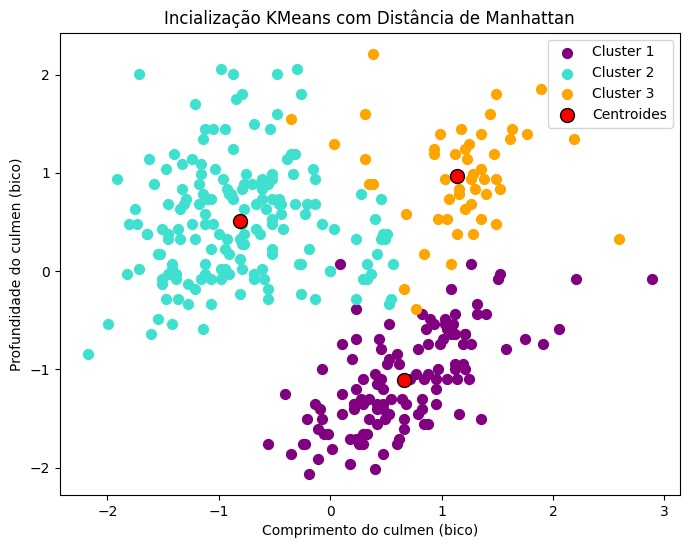 Incialização KMeans com Distância de Manhattan
Cluster 1
Cluster 2
Cluster 3
Centroides
Profundidade do culmen (bico)
2
1
0
−1
−2
−2
−1
0
1
2
3
Comprimento do culmen (bico)